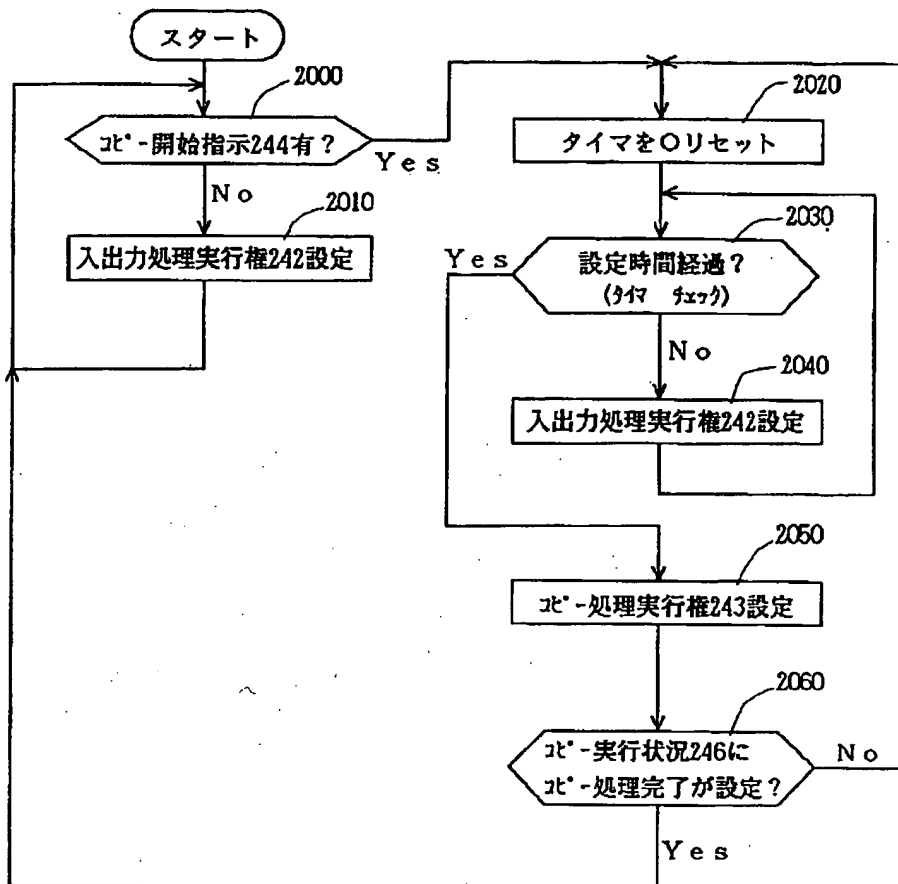 スタート
2000
コピー開始指示244有？
Yes
No
2010
入出力処理実行権242設定
2020
タイマを0リセット
2030
Yes
設定時間経過？
(タイマ チェック)
No
2040
入出力処理実行権242設定
2050
コピー処理実行権243設定
2060
コピー実行状況246に
コピー処理完了が設定？
No
Yes